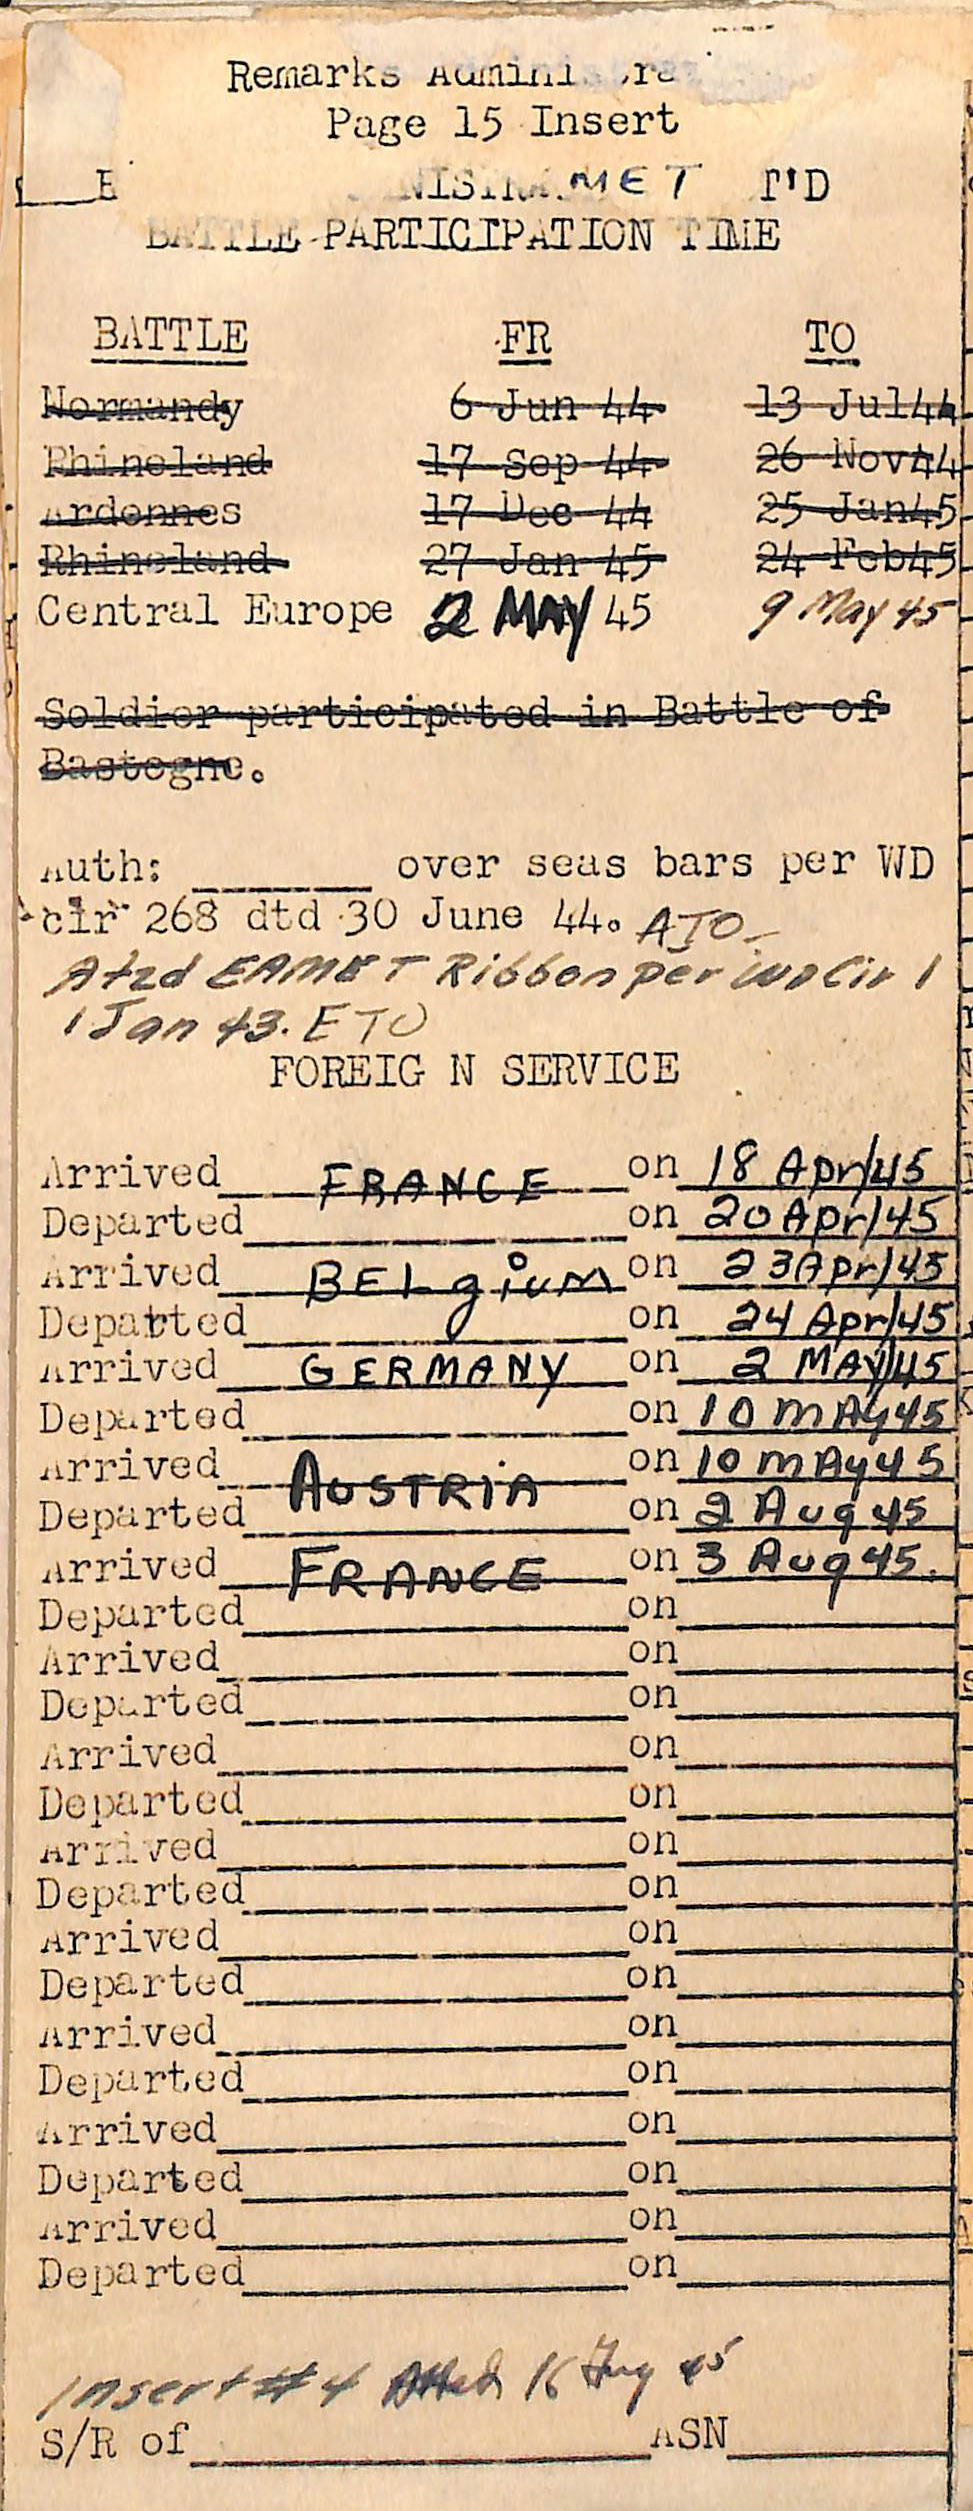 Remarks
Page 15 Insert
MET T'D
BATTLE PARTICIPATION TIME
BATTLE FR TO
Normandy 6 Jun 44 13 Jul44
Rhineland 17 Sep 44 26 Nov44
Ardennes 17 Dec 44 25 Jan45
Rhineland 27 Jan 45 24 Feb45
Central Europe 2 MAY 45 9 May 45
Soldier participated in Battle of
Bastogne.
Auth: ______ over seas bars per WD
cir 268 dtd 30 June 44.
Atzd EAMET Ribbon per WD Cir 1
1 Jan 43. ETO
FOREIG N SERVICE
Arrived FRANCE on 18 Apr/45
Departed on 20 Apr/45
Arrived BELgiuM on 23 Apr/45
Departed on 24 Apr/45
Arrived GERMANY on 2 MAY/45
Departed on 10 MAy 45
Arrived AUSTRiA on 10 MAy 45
Departed on 2 Aug 45
Arrived FRANCE on 3 Aug 45.
Departed on
Arrived on
Departed on
Arrived on
Departed on
Arrived on
Departed on
Arrived on
Departed on
Arrived on
Departed on
Arrived on
Departed on
Arrived on
Departed on
Insert # 4 Attchd 16 Aug 45
S/R of ASN